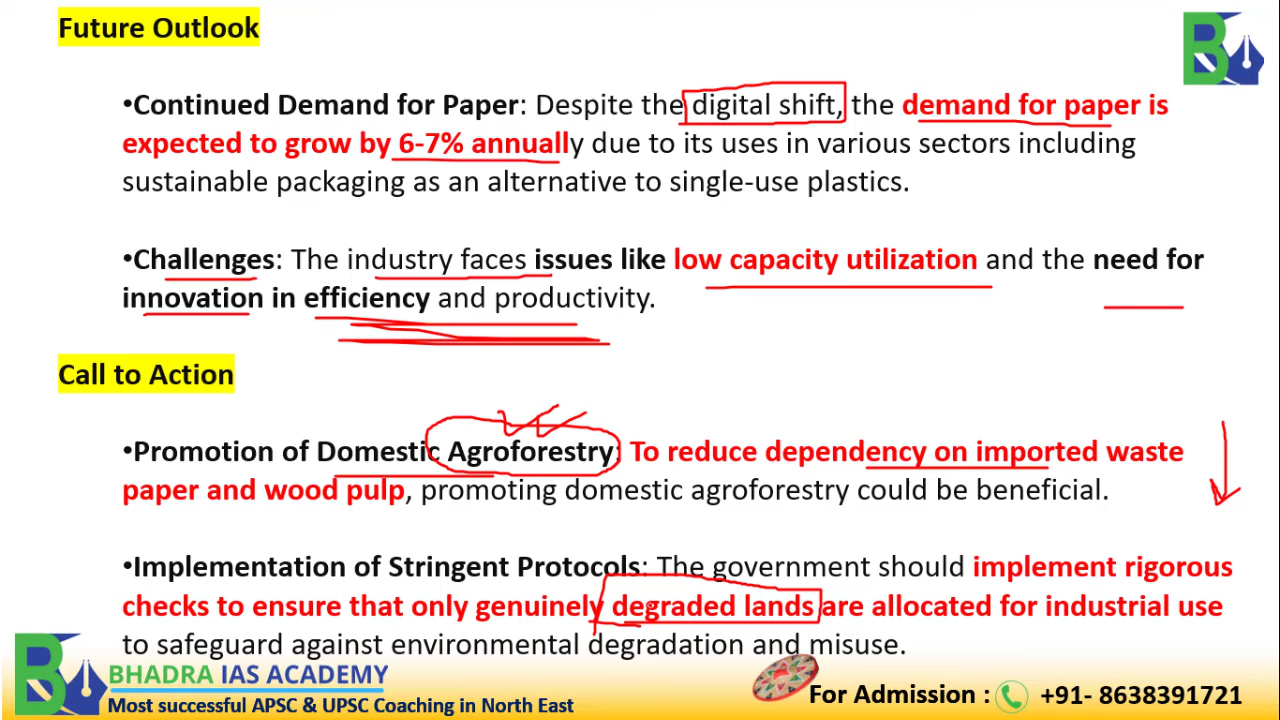 Future Outlook
•Continued Demand for Paper: Despite the digital shift, the demand for paper is
expected to grow by 6-7% annually due to its uses in various sectors including
sustainable packaging as an alternative to single-use plastics.
•Challenges: The industry faces issues like low capacity utilization and the need for
innovation in efficiency and productivity.
Call to Action
•Promotion of Domestic Agroforestry: To reduce dependency on imported waste
paper and wood pulp, promoting domestic agroforestry could be beneficial.
•Implementation of Stringent Protocols: The government should implement rigorous
checks to ensure that only genuinely degraded lands are allocated for industrial use
to safeguard against environmental degradation and misuse.
BHADRA IAS ACADEMY
Most successful APSC & UPSC Coaching in North East
For Admission : +91- 8638391721